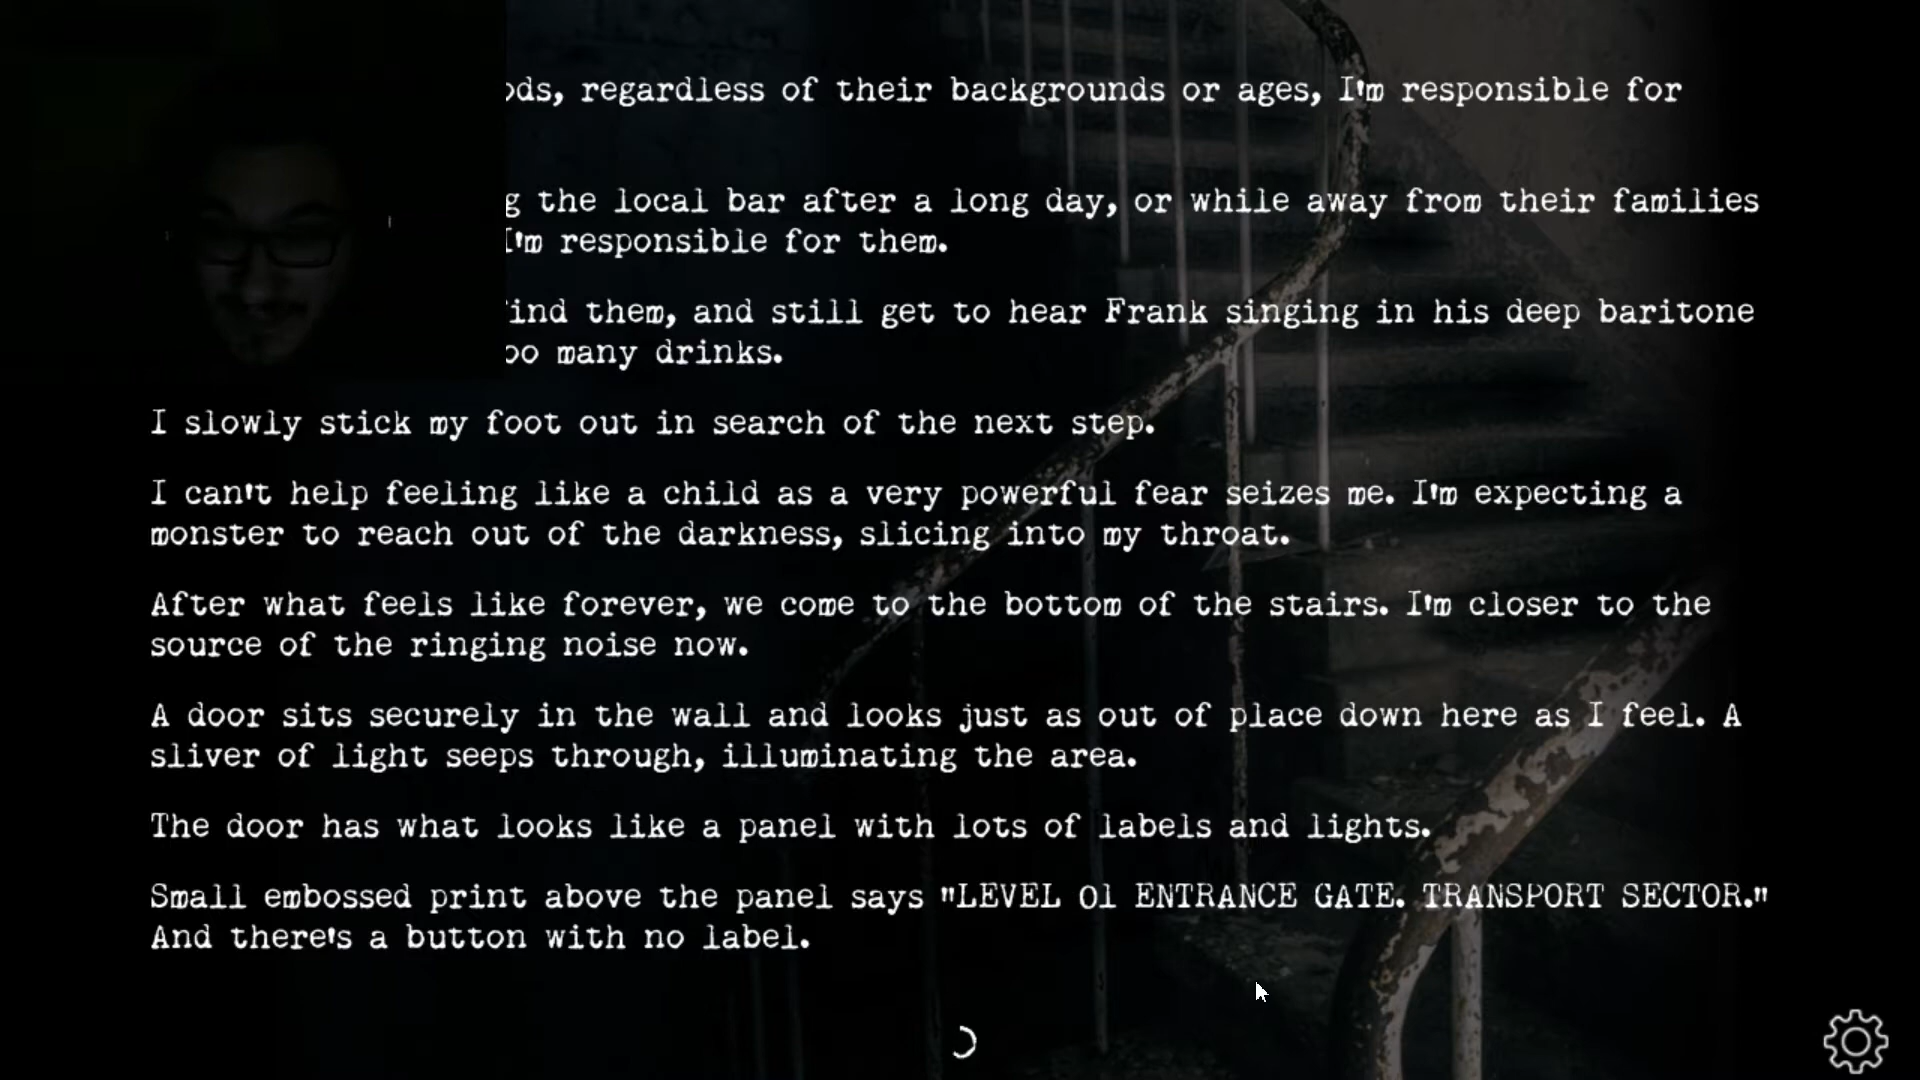 regardless of their backgrounds or ages, I'm responsible for
the local bar after a long day, or while away from their families
I'm responsible for them.
them, and still get to hear Frank singing in his deep baritone
many drinks.
I slowly stick my foot out in search of the next step.
I can't help feeling like a child as a very powerful fear seizes me. I'm expecting a
monster to reach out of the darkness, slicing into my throat.
After what feels like forever, we come to the bottom of the stairs. I'm closer to the
source of the ringing noise now.
A door sits securely in the wall and looks just as out of place down here as I feel. A
sliver of light seeps through, illuminating the area.
The door has what looks like a panel with lots of labels and lights.
Small embossed print above the panel says "LEVEL 01 ENTRANCE GATE. TRANSPORT SECTOR."
And there's a button with no label.